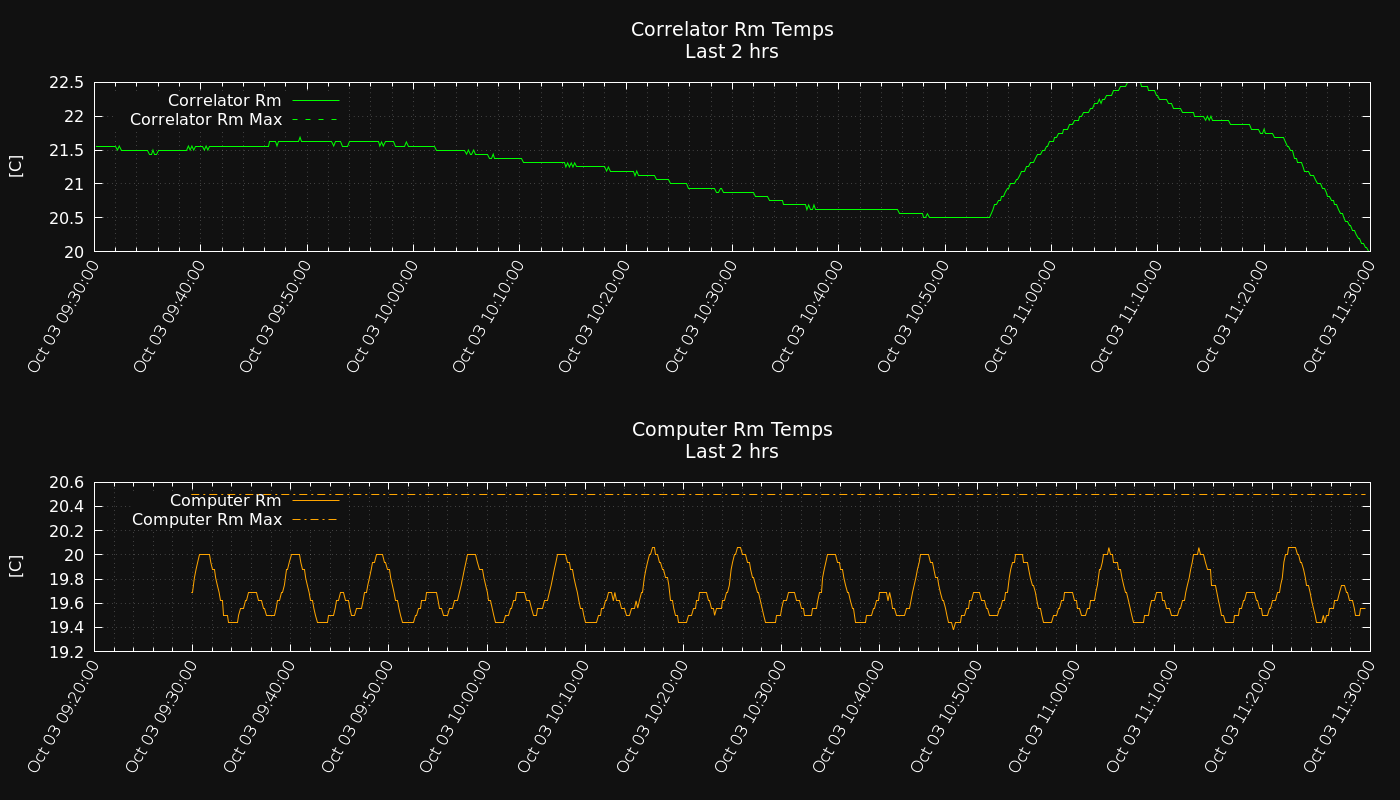 Correlator Rm Temps
Last 2 hrs
22.5
22
21.5
21
20.5
20
[C]
Correlator Rm
Correlator Rm Max
Oct 03 09:30:00
Oct 03 09:40:00
Oct 03 09:50:00
Oct 03 10:00:00
Oct 03 10:10:00
Oct 03 10:20:00
Oct 03 10:30:00
Oct 03 10:40:00
Oct 03 10:50:00
Oct 03 11:00:00
Oct 03 11:10:00
Oct 03 11:20:00
Oct 03 11:30:00
Computer Rm Temps
Last 2 hrs
20.6
20.4
20.2
20
19.8
19.6
19.4
19.2
[C]
Computer Rm
Computer Rm Max
Oct 03 09:20:00
Oct 03 09:30:00
Oct 03 09:40:00
Oct 03 09:50:00
Oct 03 10:00:00
Oct 03 10:10:00
Oct 03 10:20:00
Oct 03 10:30:00
Oct 03 10:40:00
Oct 03 10:50:00
Oct 03 11:00:00
Oct 03 11:10:00
Oct 03 11:20:00
Oct 03 11:30:00